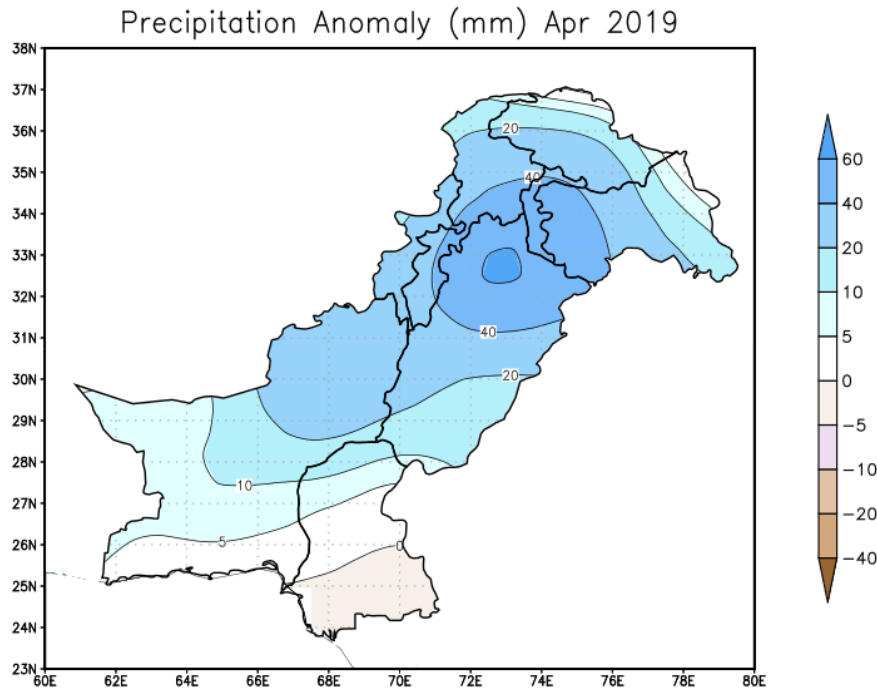 Precipitation Anomaly (mm) Apr 2019
38N
37N
36N
35N
34N
33N
32N
31N
30N
29N
28N
27N
26N
25N
24N
23N
60E 62E 64E 66E 68E 70E 72E 74E 76E 78E 80E
20
40
40
20
10
5
0
60
40
20
10
5
0
−5
−10
−20
−40